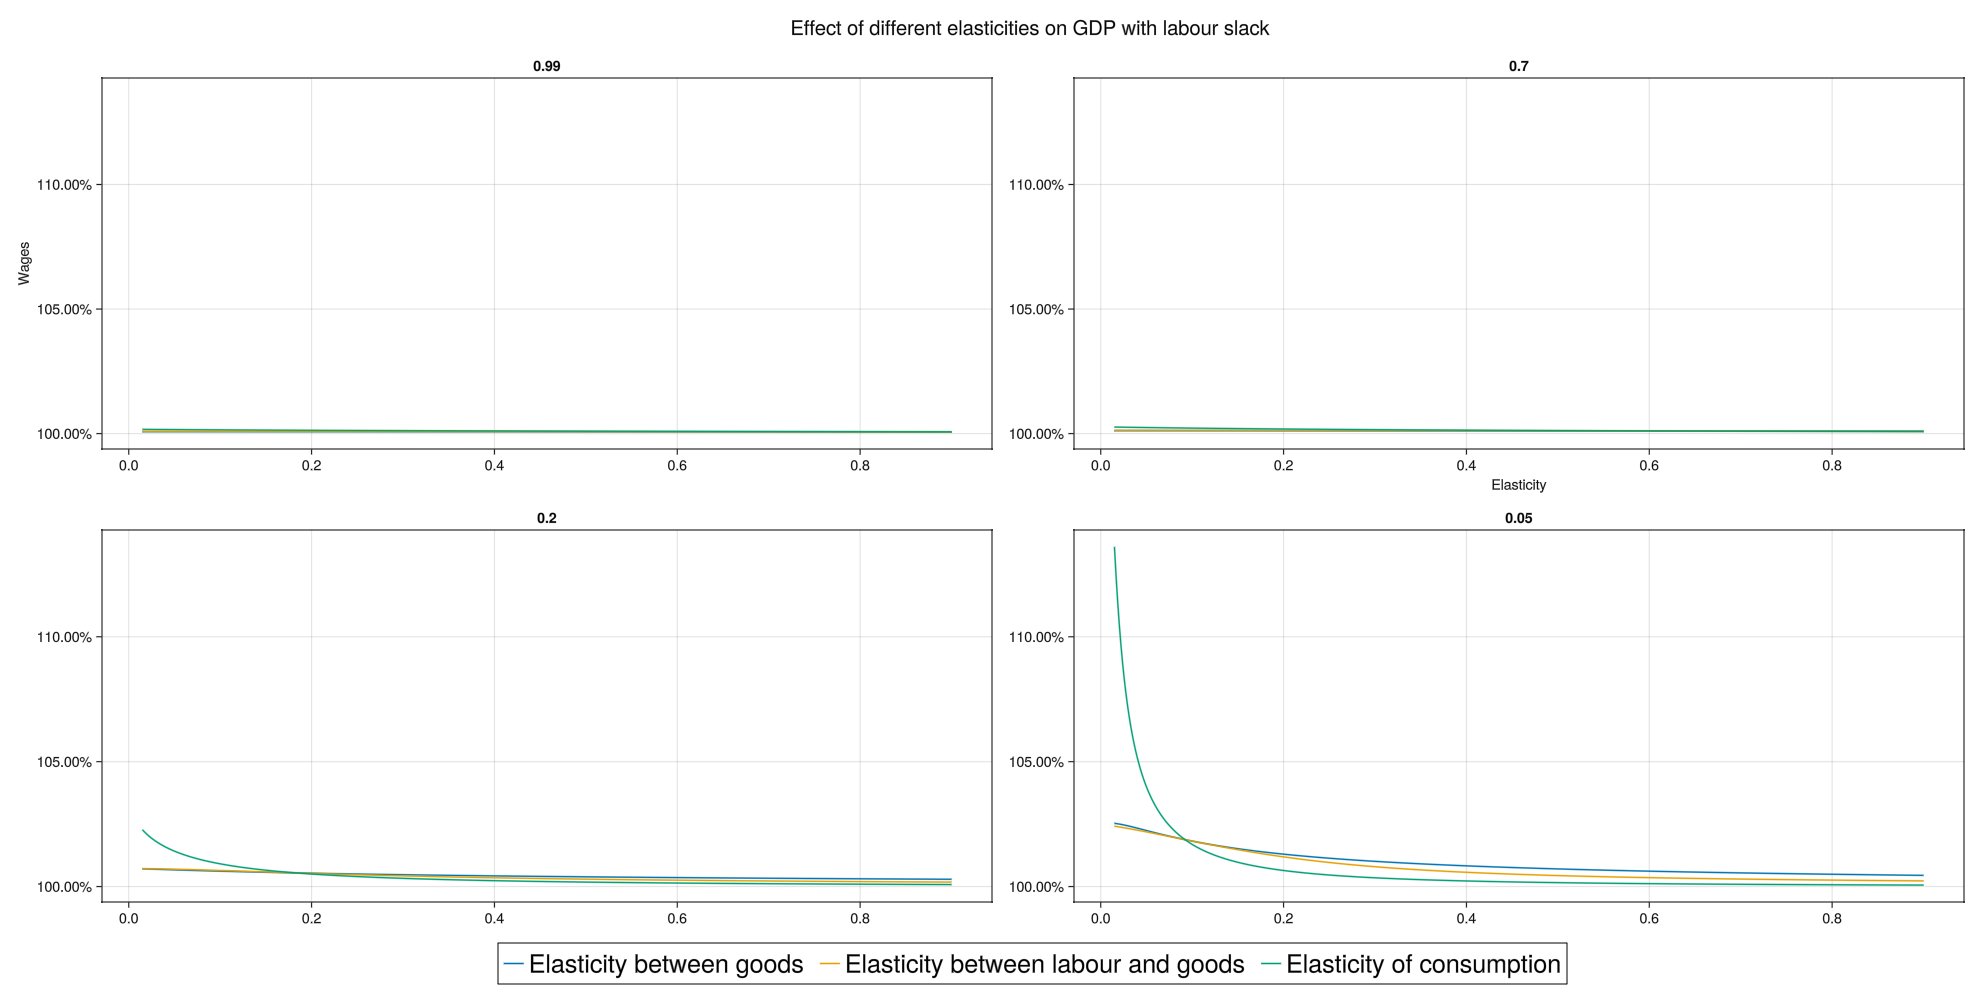 Effect of different elasticities on GDP with labour slack
0.99
110.00%
105.00%
100.00%
Wages
0.0 0.2 0.4 0.6 0.8
0.7
110.00%
105.00%
100.00%
0.0 0.2 0.4 0.6 0.8
Elasticity
0.2
110.00%
105.00%
100.00%
0.0 0.2 0.4 0.6 0.8
0.05
110.00%
105.00%
100.00%
0.0 0.2 0.4 0.6 0.8
Elasticity between goods Elasticity between labour and goods Elasticity of consumption